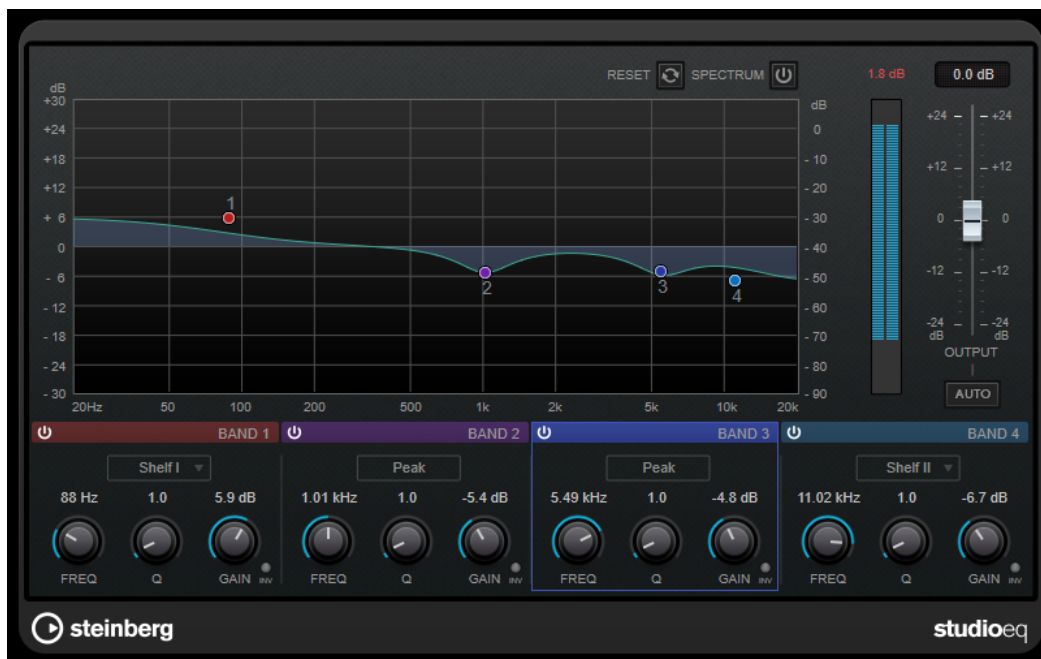 RESET SPECTRUM 1.8 dB 0.0 dB
dB
+30
+24
+18
+12
+ 6
0
- 6
- 12
- 18
- 24
- 30
dB
0
- 10
- 20
- 30
- 40
- 50
- 60
- 70
- 80
- 90
1
2
3
4
20Hz 50 100 200 500 1k 2k 5k 10k 20k
+24 +24
+12 +12
0 0
-12 -12
-24 -24
dB dB
OUTPUT
AUTO
BAND 1 BAND 2 BAND 3 BAND 4
Shelf I Peak Peak Shelf II
88 Hz 1.0 5.9 dB 1.01 kHz 1.0 -5.4 dB 5.49 kHz 1.0 -4.8 dB 11.02 kHz 1.0 -6.7 dB
FREQ Q GAIN INV FREQ Q GAIN INV FREQ Q GAIN INV FREQ Q GAIN INV
steinberg studioeq